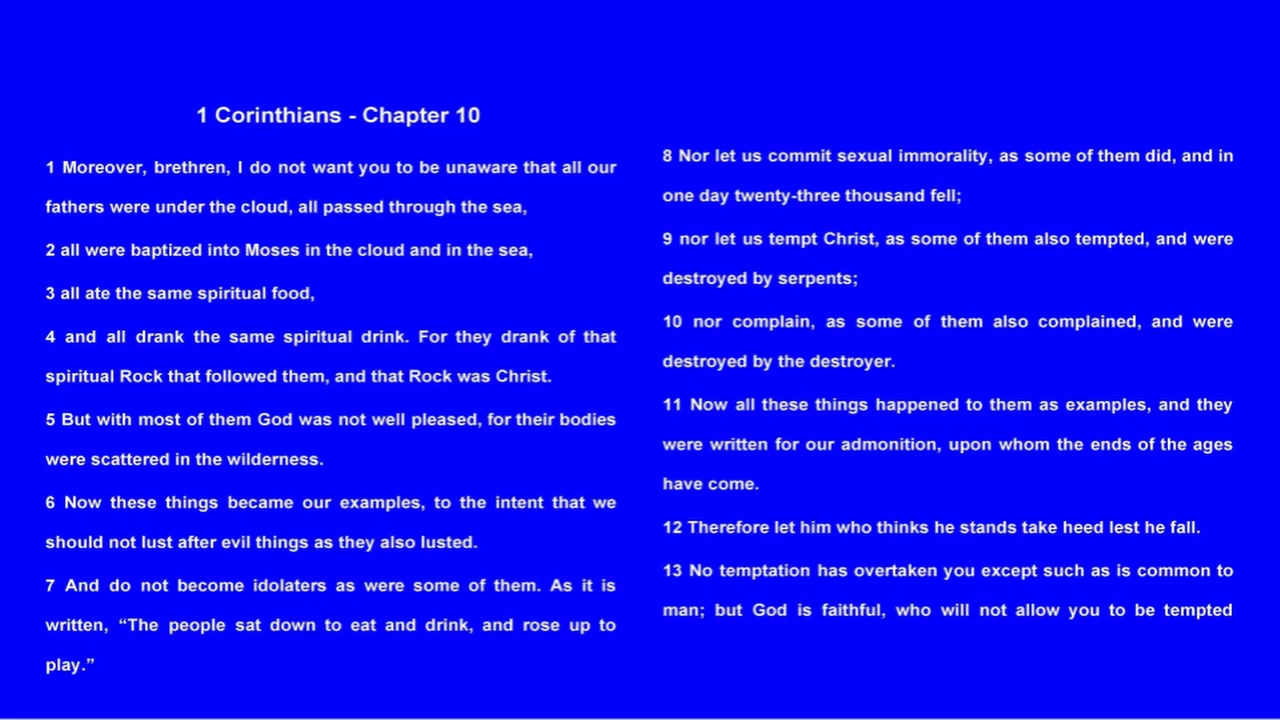 1 Corinthians - Chapter 10
1 Moreover, brethren, I do not want you to be unaware that all our
fathers were under the cloud, all passed through the sea,
2 all were baptized into Moses in the cloud and in the sea,
3 all ate the same spiritual food,
4 and all drank the same spiritual drink. For they drank of that
spiritual Rock that followed them, and that Rock was Christ.
5 But with most of them God was not well pleased, for their bodies
were scattered in the wilderness.
6 Now these things became our examples, to the intent that we
should not lust after evil things as they also lusted.
7 And do not become idolaters as were some of them. As it is
written, “The people sat down to eat and drink, and rose up to
play.”
8 Nor let us commit sexual immorality, as some of them did, and in
one day twenty-three thousand fell;
9 nor let us tempt Christ, as some of them also tempted, and were
destroyed by serpents;
10 nor complain, as some of them also complained, and were
destroyed by the destroyer.
11 Now all these things happened to them as examples, and they
were written for our admonition, upon whom the ends of the ages
have come.
12 Therefore let him who thinks he stands take heed lest he fall.
13 No temptation has overtaken you except such as is common to
man; but God is faithful, who will not allow you to be tempted